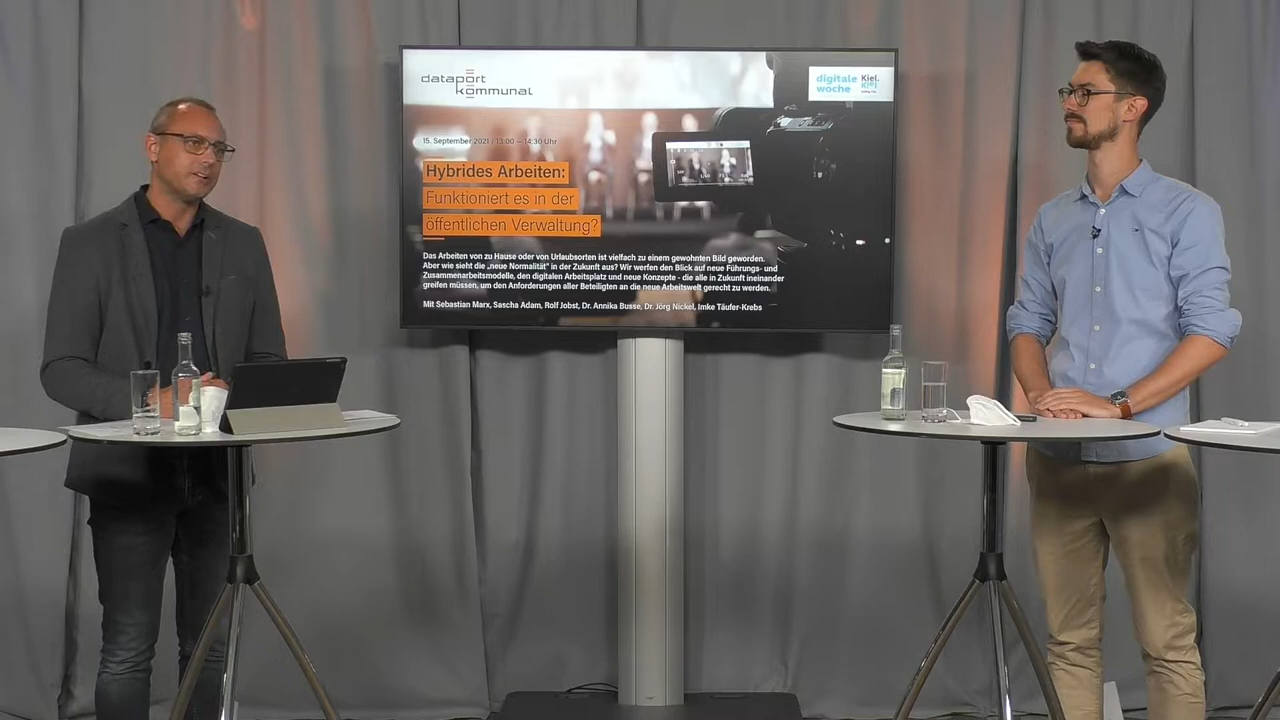 dataport
kommunal
digitale
woche
Kiel.
15. September 2021 / 13:00 – 14:30 Uhr
Hybrides Arbeiten:
Funktioniert es in der
öffentlichen Verwaltung?
Das Arbeiten von zu Hause oder von Urlaubsorten ist vielfach zu einem gewohnten Bild geworden.
Aber wie sieht die „neue Normalität" in der Zukunft aus? Wir werfen den Blick auf neue Führungs- und
Zusammenarbeitsmodelle, den digitalen Arbeitsplatz und neue Konzepte - die alle in Zukunft ineinander
greifen müssen, um den Anforderungen aller Beteiligten an die neue Arbeitswelt gerecht zu werden.
Mit Sebastian Marx, Sascha Adam, Rolf Jobst, Dr. Annika Busse, Dr. Jörg Nickel, Imke Täufer-Krebs